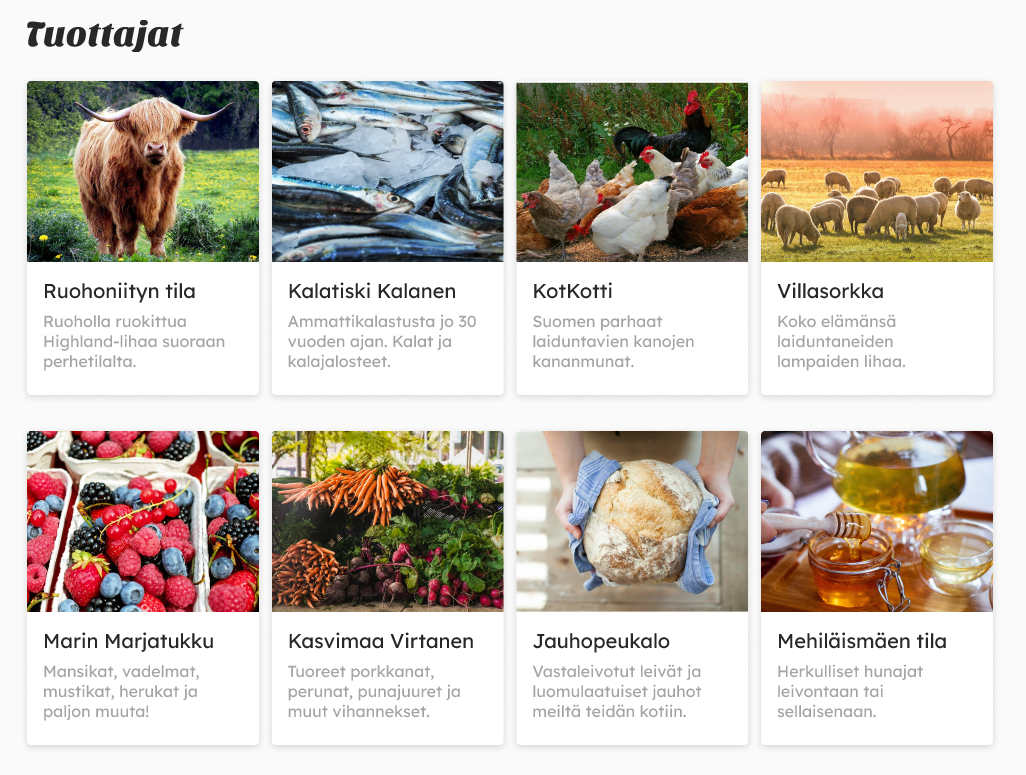 Tuottajat
Ruohoniityn tila
Ruoholla ruokittua
Highland-lihaa suoraan
perhetilalta.
Kalatiski Kalanen
Ammattikalastusta jo 30
vuoden ajan. Kalat ja
kalajalosteet.
KotKotti
Suomen parhaat
laiduntavien kanojen
kananmunat.
Villasorkka
Koko elämänsä
laiduntaneiden
lampaiden lihaa.
Marin Marjatukku
Mansikat, vadelmat,
mustikat, herukat ja
paljon muuta!
Kasvimaa Virtanen
Tuoreet porkkanat,
perunat, punajuuret ja
muut vihannekset.
Jauhopeukalo
Vastaleivotut leivät ja
luomulaatuiset jauhot
meiltä teidän kotiin.
Mehiläismäen tila
Herkulliset hunajat
leivontaan tai
sellaisenaan.